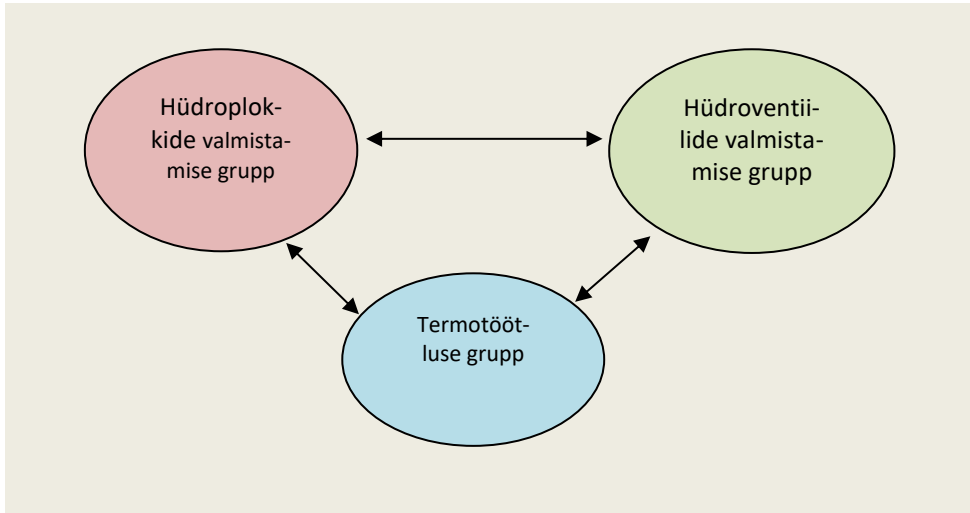 Hüdroplok-
kide valmista-
mise grupp
Hüdroventii-
lide valmista-
mise grupp
Termotööt-
luse grupp